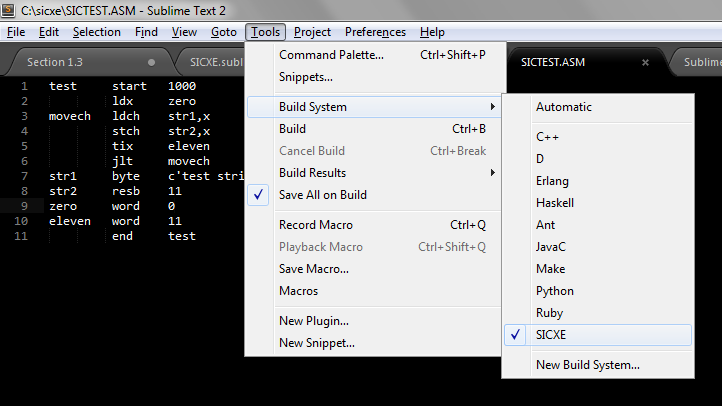 C:\sicxe\SICTEST.ASM - Sublime Text 2
File Edit Selection Find View Goto Tools Project Preferences Help
Section 1.3 SICXE.subl SICTEST.ASM × Sublime
1 test start 1000
2 ldx zero
3 movech ldch str1,x
4 stch str2,x
5 tix eleven
6 jlt movech
7 str1 byte c'test stri
8 str2 resb 11
9 zero word 0
10 eleven word 11
11 end test
Command Palette... Ctrl+Shift+P
Snippets...
Build System
Build Ctrl+B
Cancel Build Ctrl+Break
Build Results
Save All on Build
Record Macro Ctrl+Q
Playback Macro Ctrl+Shift+Q
Save Macro...
Macros
New Plugin...
New Snippet...
Automatic
C++
D
Erlang
Haskell
Ant
JavaC
Make
Python
Ruby
SICXE
New Build System...